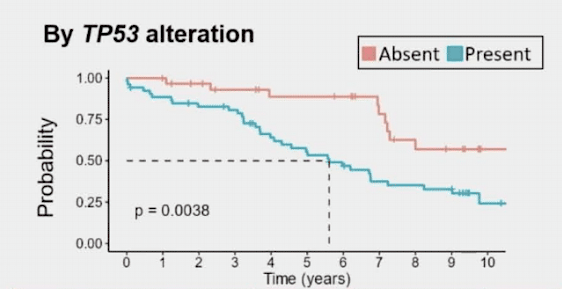 By TP53 alteration
Absent Present
1.00
0.75
0.50
0.25
0.00
Probability
p = 0.0038
0 1 2 3 4 5 6 7 8 9 10
Time (years)